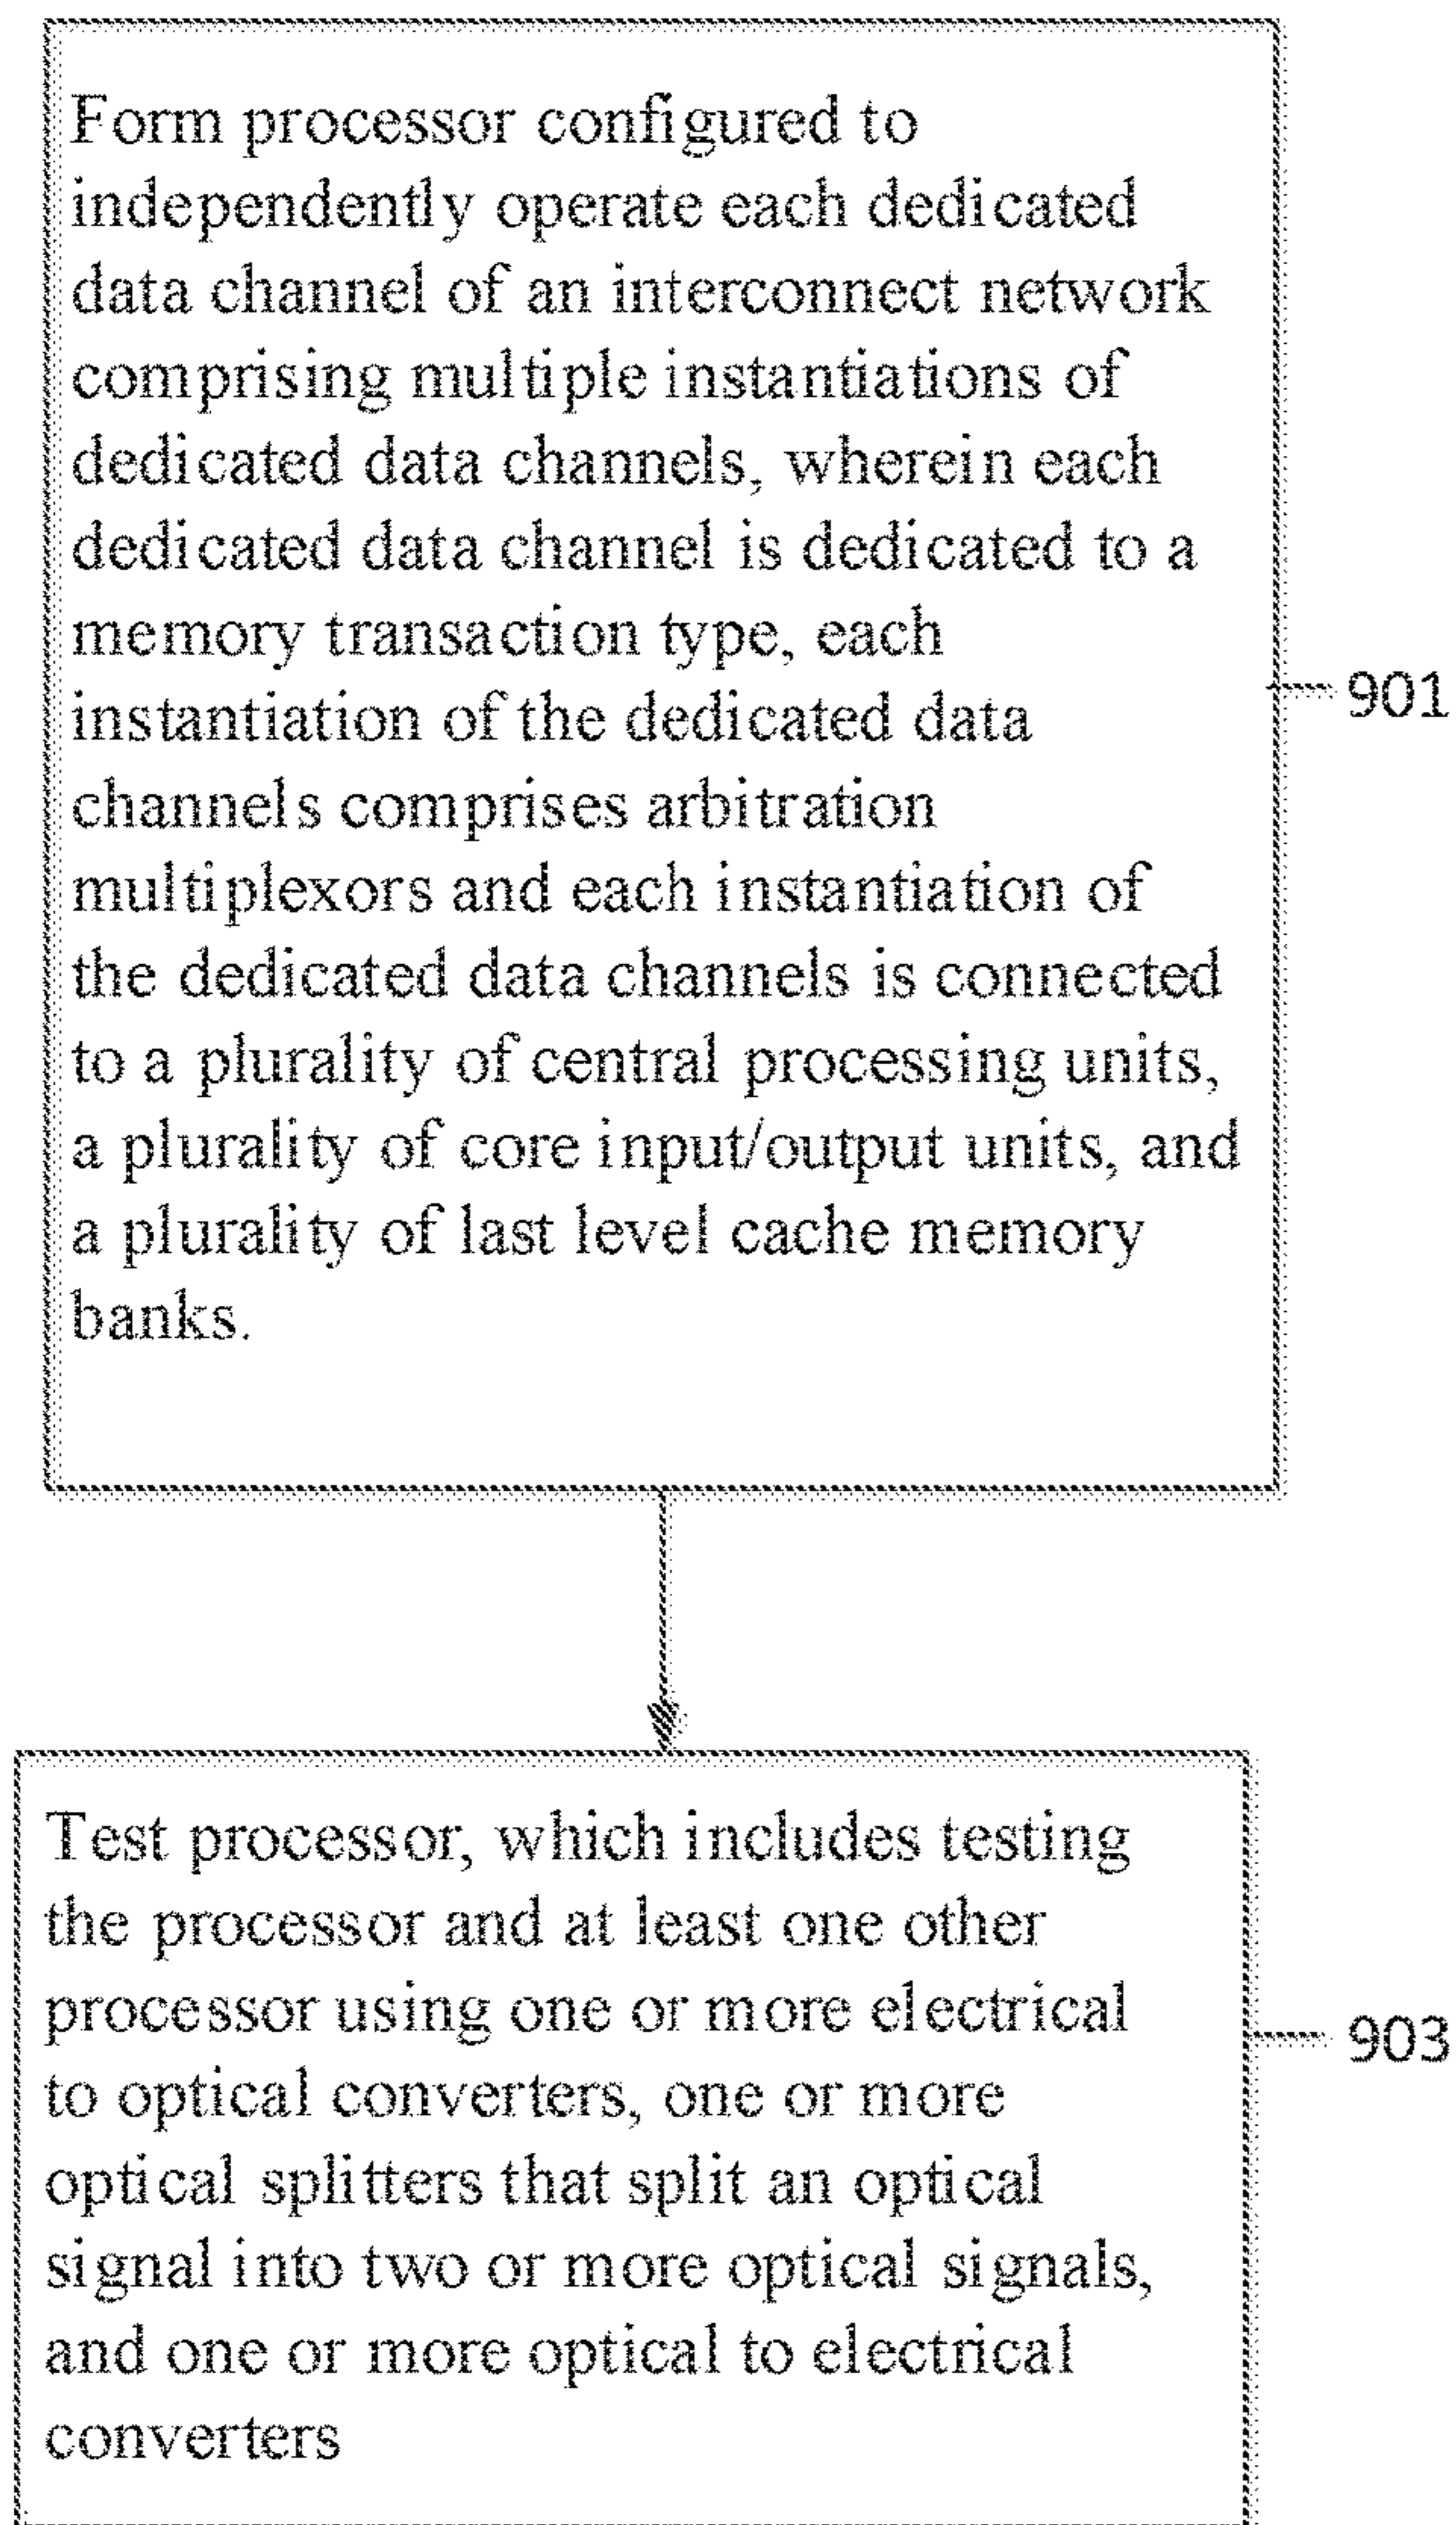 Form processor configured to
independently operate each dedicated
data channel of an interconnect network
comprising multiple instantiations of
dedicated data channels, wherein each
dedicated data channel is dedicated to a
memory transaction type, each
instantiation of the dedicated data
channels comprises arbitration
multiplexors and each instantiation of
the dedicated data channels is connected
to a plurality of central processing units,
a plurality of core input/output units, and
a plurality of last level cache memory
banks.
901
Test processor, which includes testing
the processor and at least one other
processor using one or more electrical
to optical converters, one or more
optical splitters that split an optical
signal into two or more optical signals,
and one or more optical to electrical
converters
903